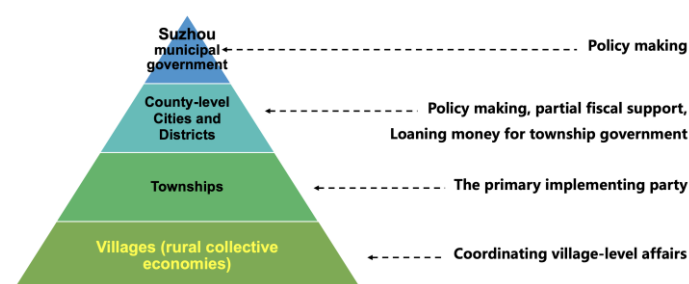 Suzhou
municipal
government
Policy making
County-level
Cities and
Districts
Policy making, partial fiscal support,
Loaning money for township government
Townships
The primary implementing party
Villages (rural collective
economies)
Coordinating village-level affairs